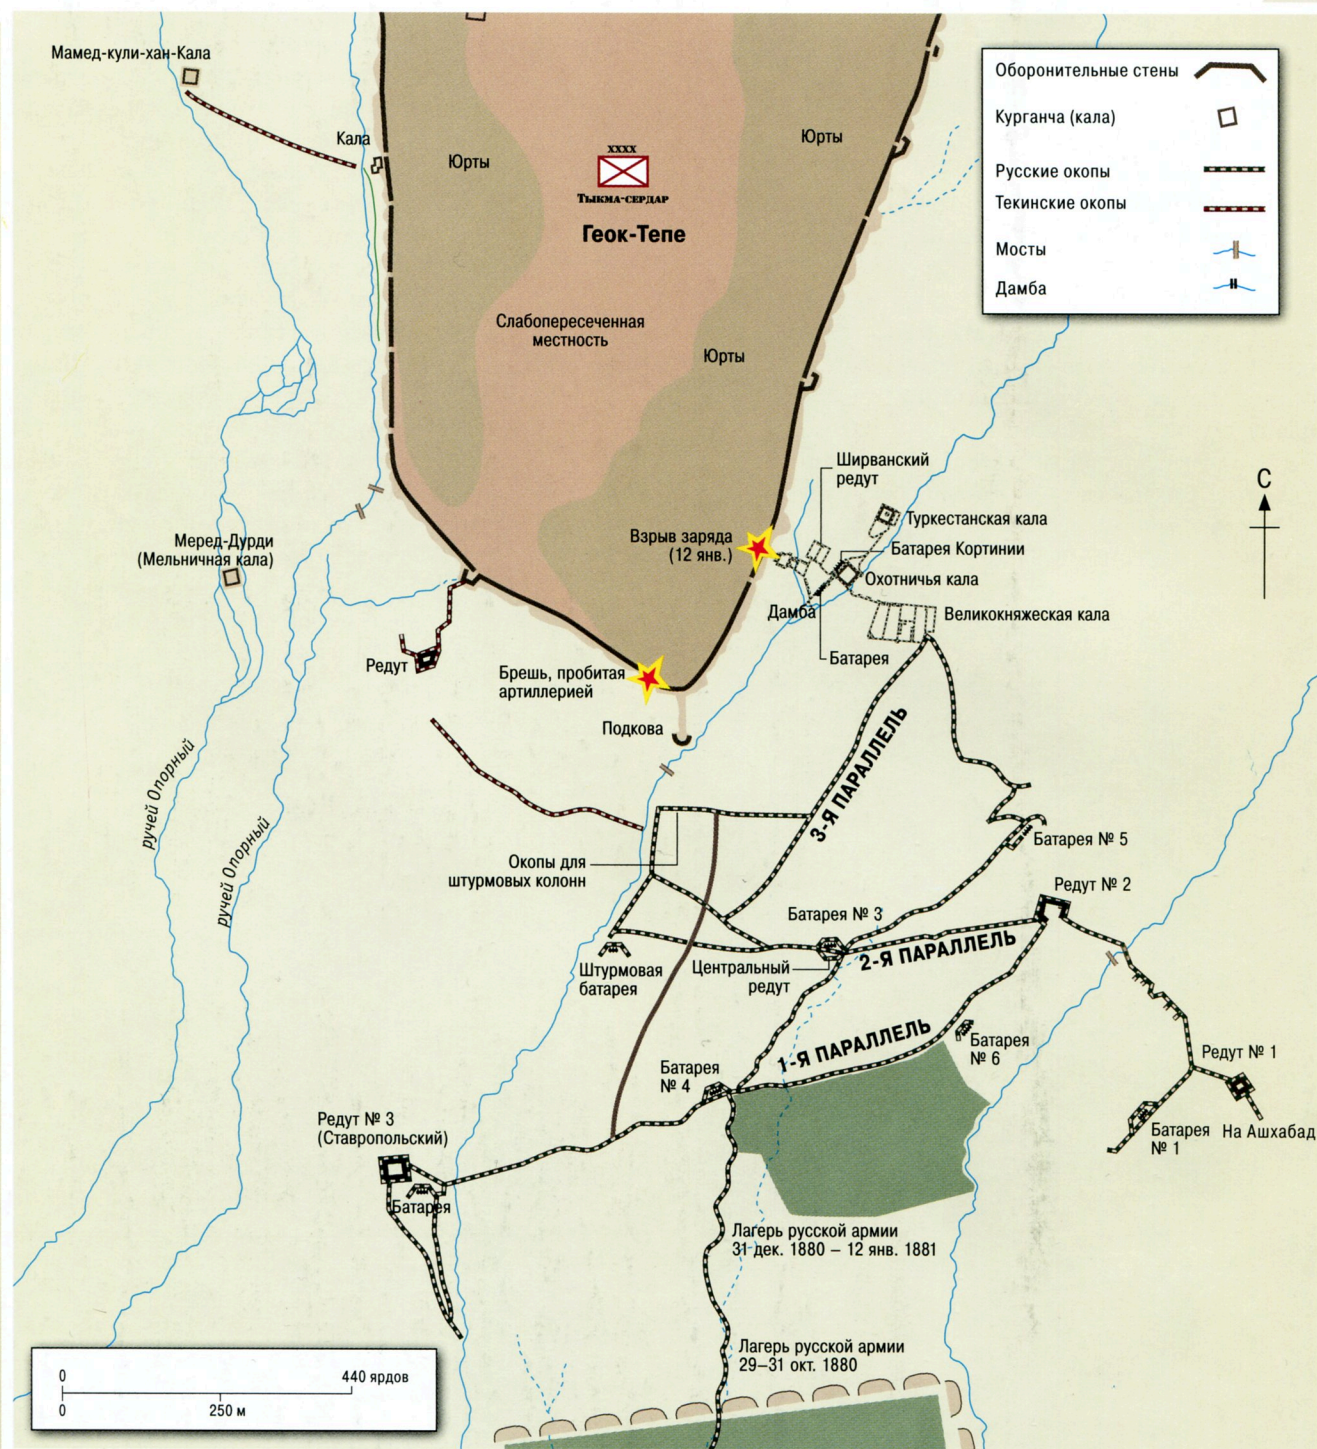 Мамед-кули-хан-Кала
Кала
Юрты
Юрты
XXXX
Тыкма-сердар
Геок-Тепе
Слабопересеченная
местность
Юрты
Оборонительные стены
Курганча (кала)
Русские окопы
Текинские окопы
Мосты
Дамба
С
Ширванский
редут
Туркестанская кала
Батарея Кортинии
Охотничья кала
Великокняжеская кала
Взрыв заряда
(12 янв.)
Дамба
Батарея
Меред-Дурди
(Мельничная кала)
Редут
Брешь, пробитая
артиллерией
Подкова
ручей Опорный
ручей Опорный
3-Я ПАРАЛЛЕЛЬ
Окопы для
штурмовых колонн
Батарея № 5
Редут № 2
Батарея № 3
2-Я ПАРАЛЛЕЛЬ
Штурмовая
батарея
Центральный
редут
1-Я ПАРАЛЛЕЛЬ
Батарея
№ 6
Батарея
№ 4
Редут № 1
Батарея
№ 1
На Ашхабад
Редут № 3
(Ставропольский)
Батарея
Лагерь русской армии
31 дек. 1880 – 12 янв. 1881
Лагерь русской армии
29–31 окт. 1880
0 440 ярдов
0 250 м